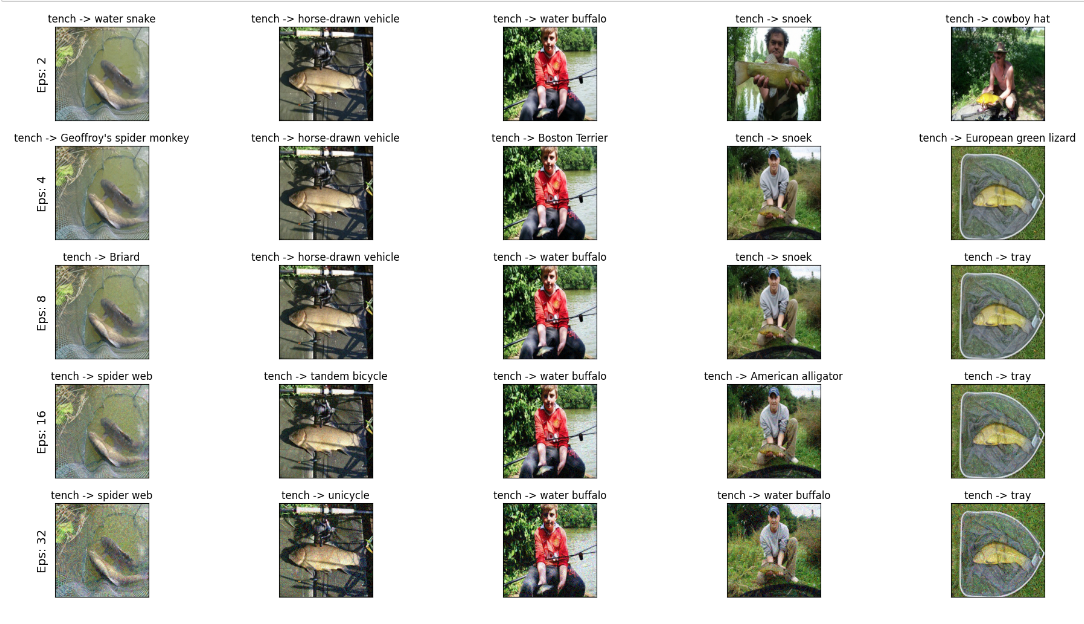 tench -> water snake
tench -> horse-drawn vehicle
tench -> water buffalo
tench -> snoek
tench -> cowboy hat
Eps: 2
tench -> Geoffroy's spider monkey
tench -> horse-drawn vehicle
tench -> Boston Terrier
tench -> snoek
tench -> European green lizard
Eps: 4
tench -> Briard
tench -> horse-drawn vehicle
tench -> water buffalo
tench -> snoek
tench -> tray
Eps: 8
tench -> spider web
tench -> tandem bicycle
tench -> water buffalo
tench -> American alligator
tench -> tray
Eps: 16
tench -> spider web
tench -> unicycle
tench -> water buffalo
tench -> water buffalo
tench -> tray
Eps: 32